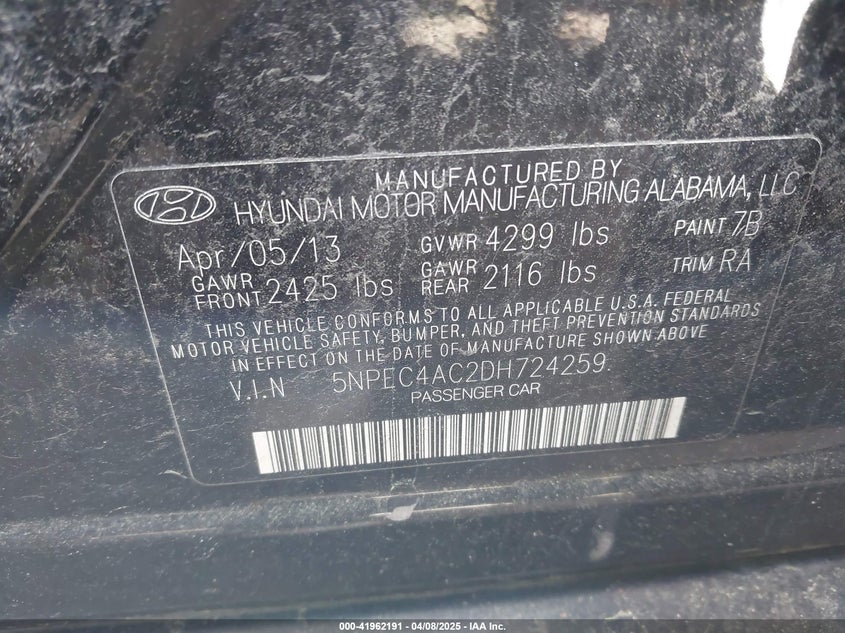 MANUFACTURED BY
HYUNDAI MOTOR MANUFACTURING ALABAMA, LLC
Apr/05/13 GVWR 4299 lbs PAINT 7B
GAWR FRONT 2425 lbs GAWR REAR 2116 lbs TRIM RA
THIS VEHICLE CONFORMS TO ALL APPLICABLE U.S.A. FEDERAL
MOTOR VEHICLE SAFETY, BUMPER, AND THEFT PREVENTION STANDARDS
IN EFFECT ON THE DATE OF MANUFACTURE SHOWN ABOVE
V.I.N 5NPEC4AC2DH724259.
PASSENGER CAR
000-41962191 - 04/08/2025 - IAA Inc.